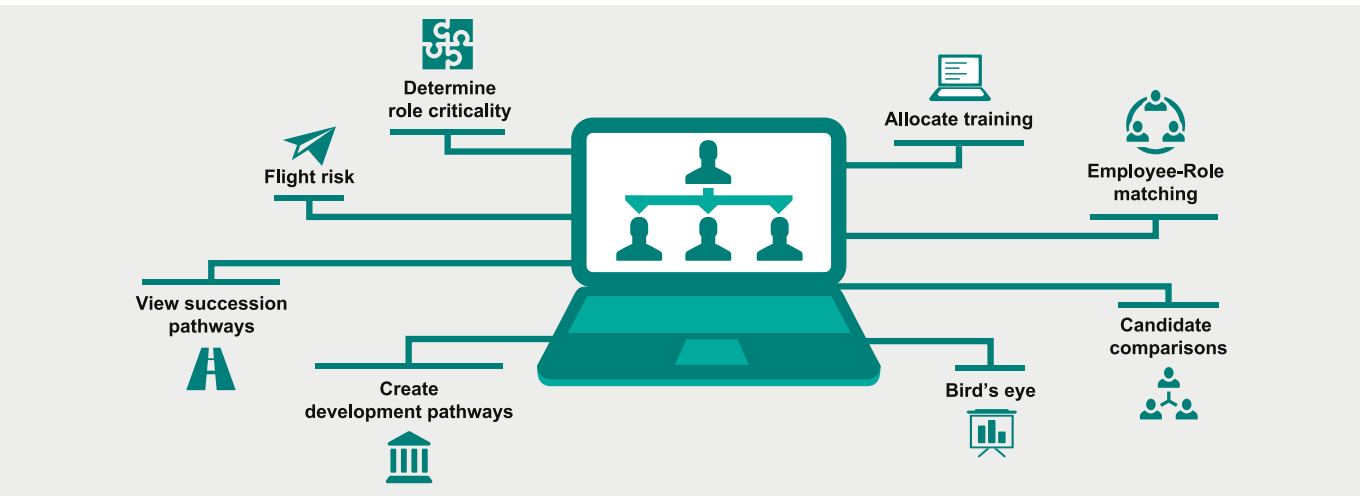 Determine
role criticality
Allocate training
Flight risk
Employee-Role
matching
View succession
pathways
Candidate
comparisons
Create
development pathways
Bird's eye